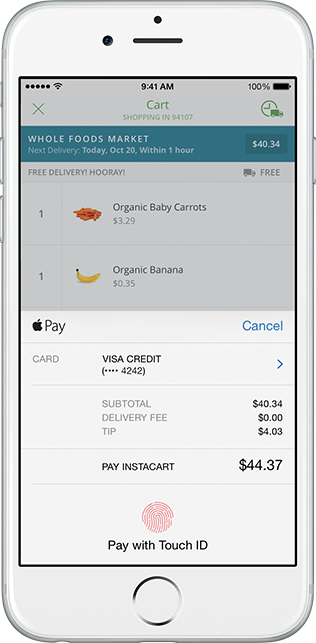 9:41 AM
100%
Cart
SHOPPING IN 94107
WHOLE FOODS MARKET
Next Delivery: Today, Oct 20, Within 1 hour
$40.34
FREE DELIVERY! HOORAY!
FREE
1
Organic Baby Carrots
$3.29
1
Organic Banana
$0.35
Pay
Cancel
CARD
VISA CREDIT
(•••• 4242)
SUBTOTAL
$40.34
DELIVERY FEE
$0.00
TIP
$4.03
PAY INSTACART
$44.37
Pay with Touch ID